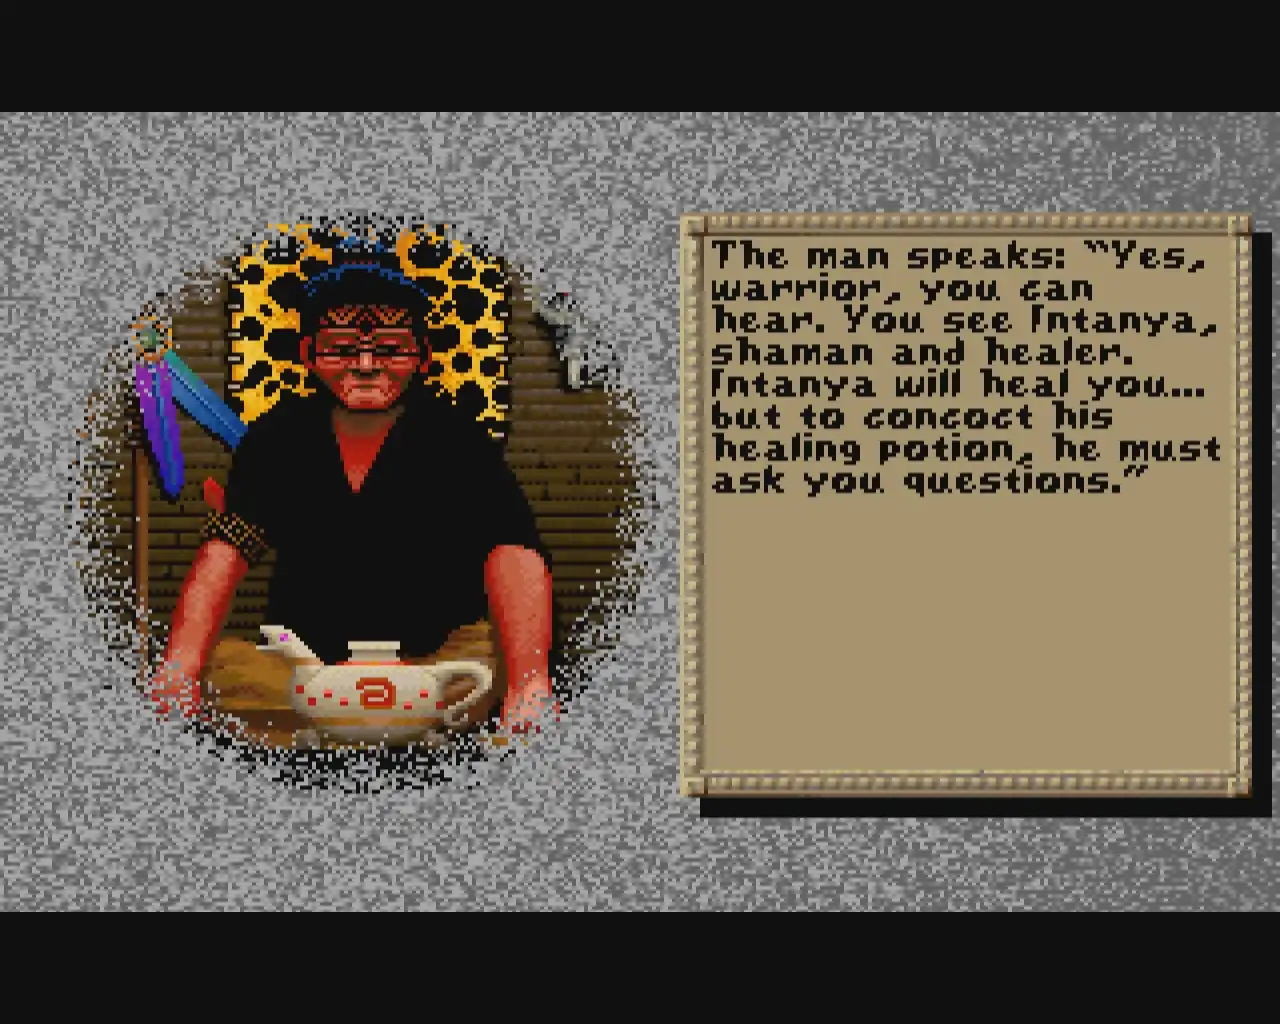 The man speaks: “Yes,
warrior, you can
hear. You see Intanya,
shaman and healer.
Intanya will heal you...
but to concoct his
healing potion, he must
ask you questions.”